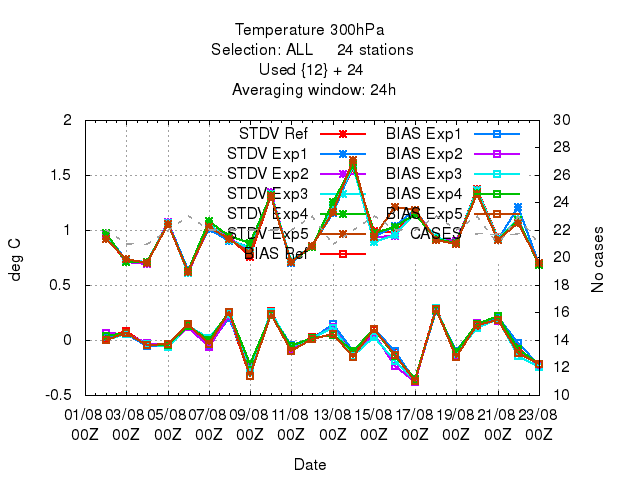 Temperature 300hPa
Selection: ALL 24 stations
Used {12} + 24
Averaging window: 24h
2
1.5
1
0.5
0
-0.5
deg C
30
28
26
24
22
20
18
16
14
12
10
No cases
STDV Ref
STDV Exp1
STDV Exp2
STDV Exp3
STDV Exp4
STDV Exp5
BIAS Ref
BIAS Exp1
BIAS Exp2
BIAS Exp3
BIAS Exp4
BIAS Exp5
CASES
01/08 03/08 05/08 07/08 09/08 11/08 13/08 15/08 17/08 19/08 21/08 23/08
00Z 00Z 00Z 00Z 00Z 00Z 00Z 00Z 00Z 00Z 00Z 00Z
Date